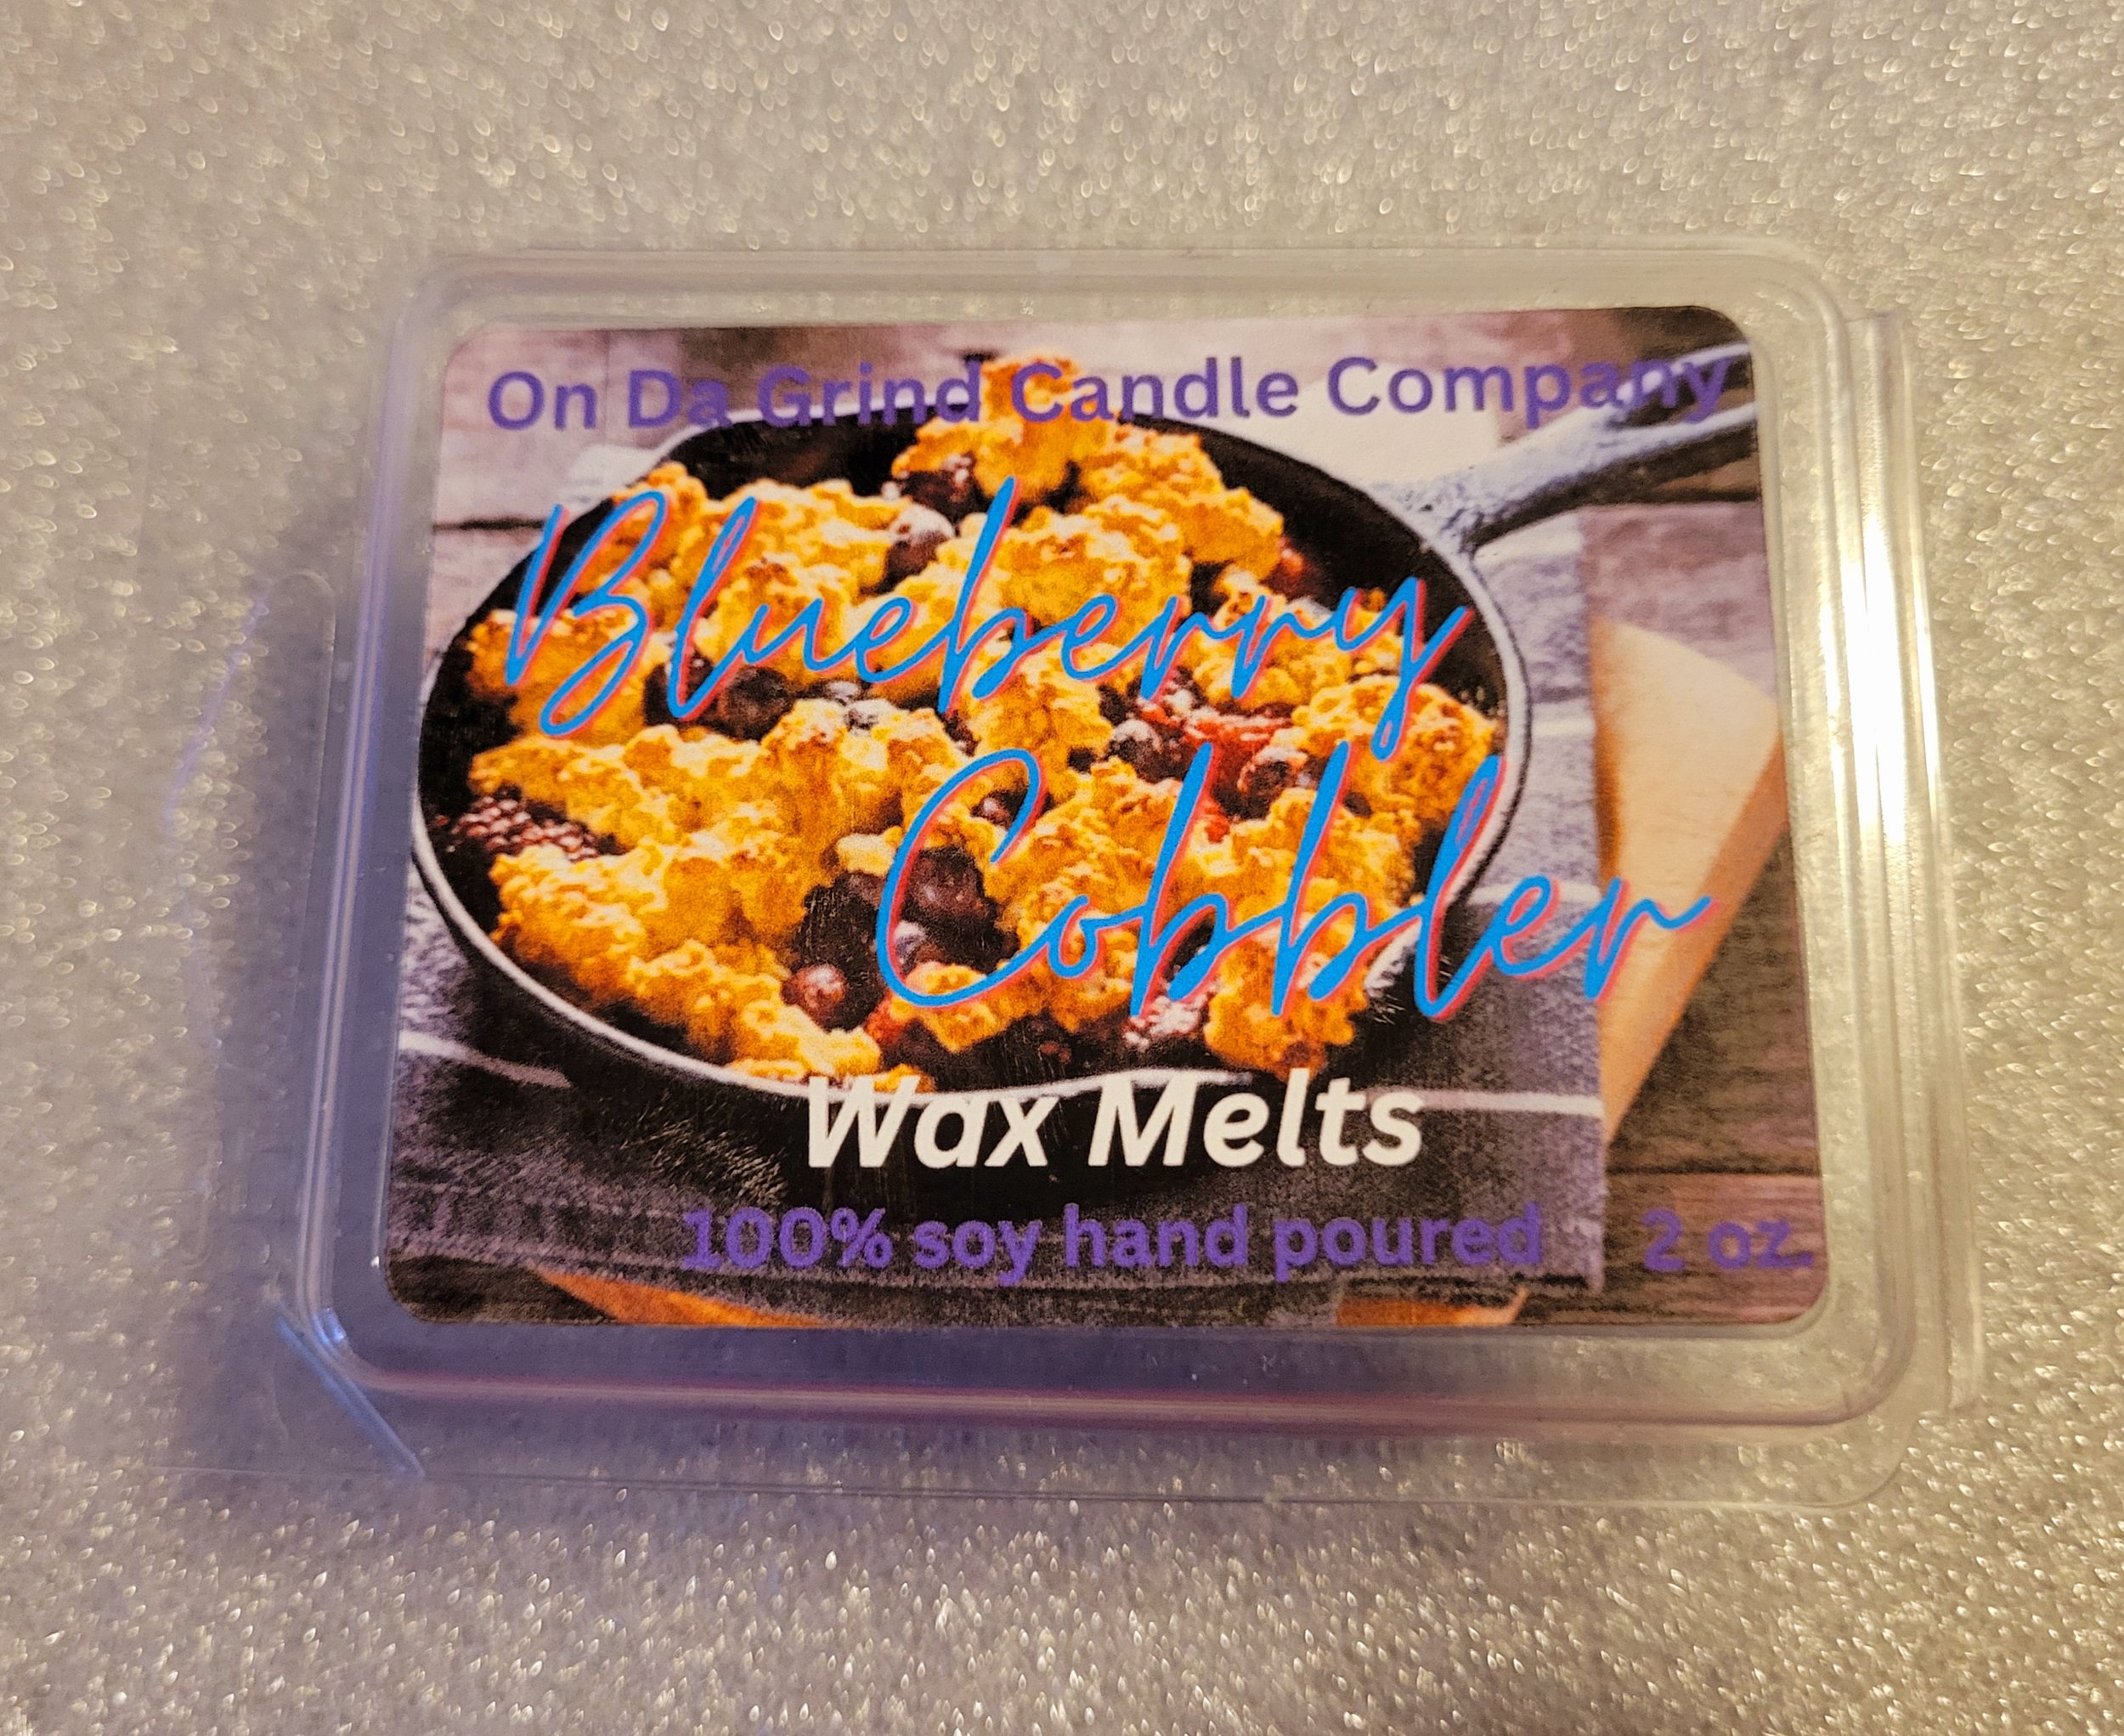 On Da Grind Candle Company
Blueberry
Cobbler
Wax Melts
100% soy hand poured 2 oz.